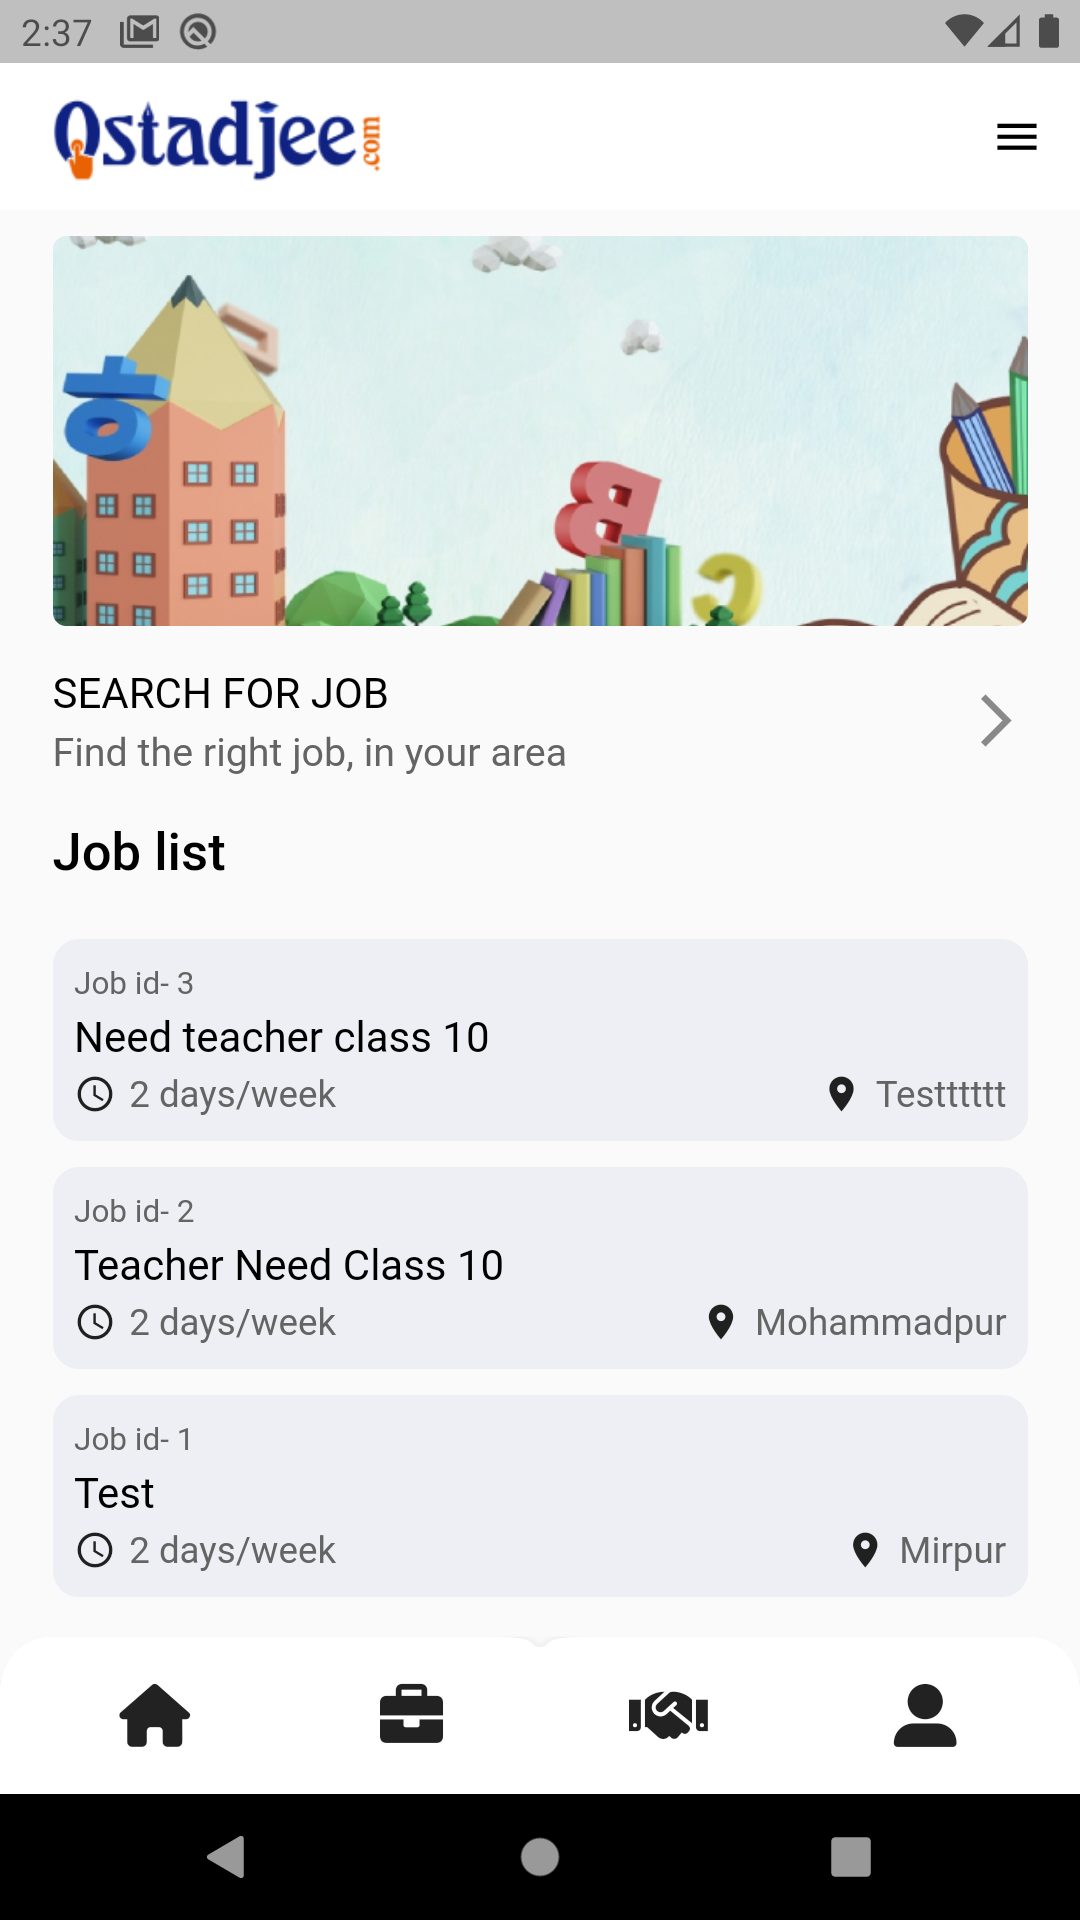 2:37
Ostadjee.com
SEARCH FOR JOB
Find the right job, in your area
Job list
Job id- 3
Need teacher class 10
2 days/week
Testttttt
Job id- 2
Teacher Need Class 10
2 days/week
Mohammadpur
Job id- 1
Test
2 days/week
Mirpur